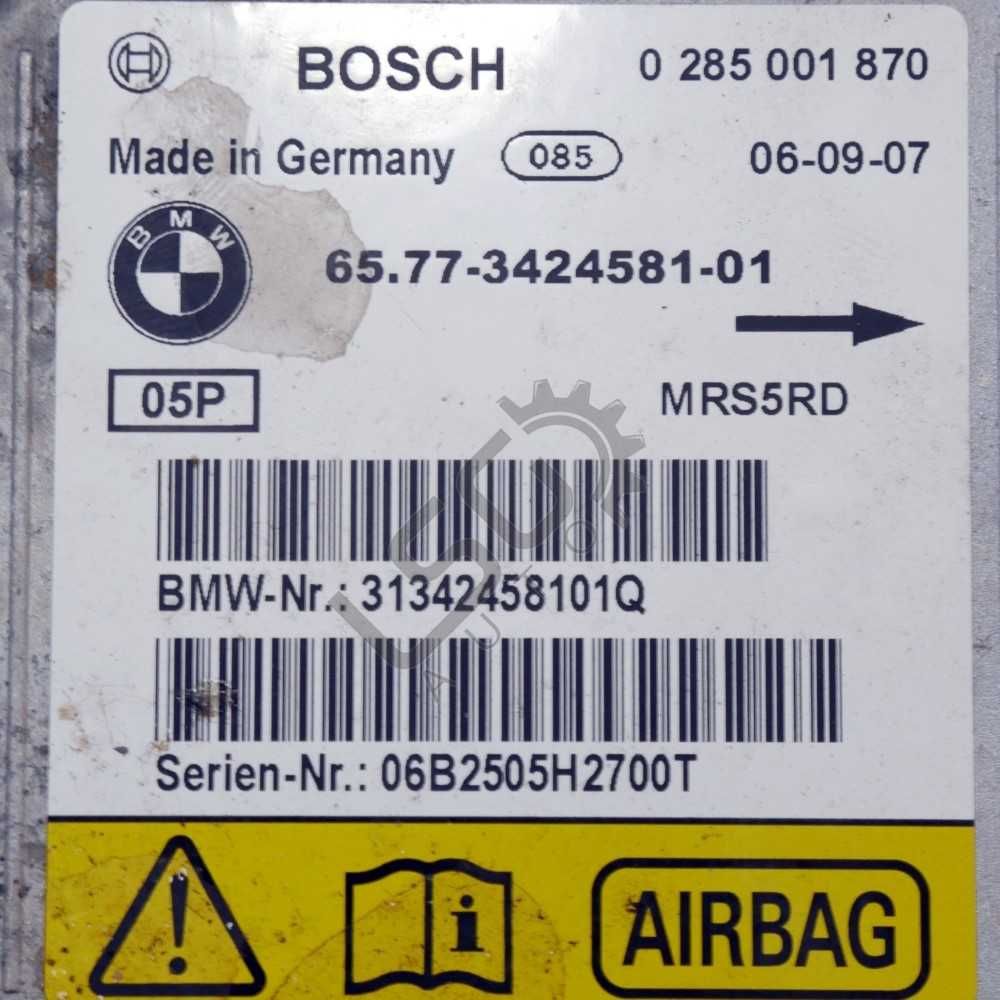 BOSCH 0 285 001 870
Made in Germany 085 06-09-07
BMW
65.77-3424581-01
05P MRS5RD
BMW-Nr.: 31342458101Q
Serien-Nr.: 06B2505H2700T
i AIRBAG